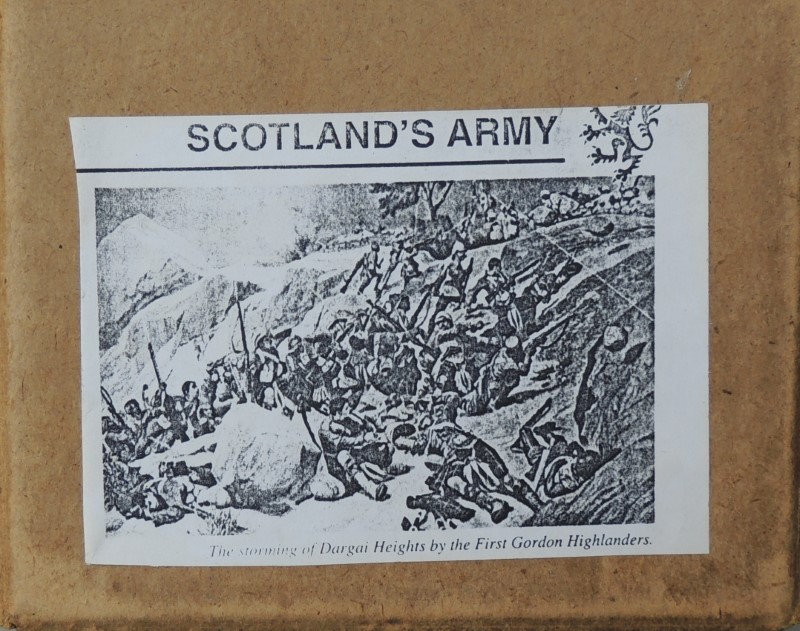 SCOTLAND'S ARMY
The storming of Dargai Heights by the First Gordon Highlanders.